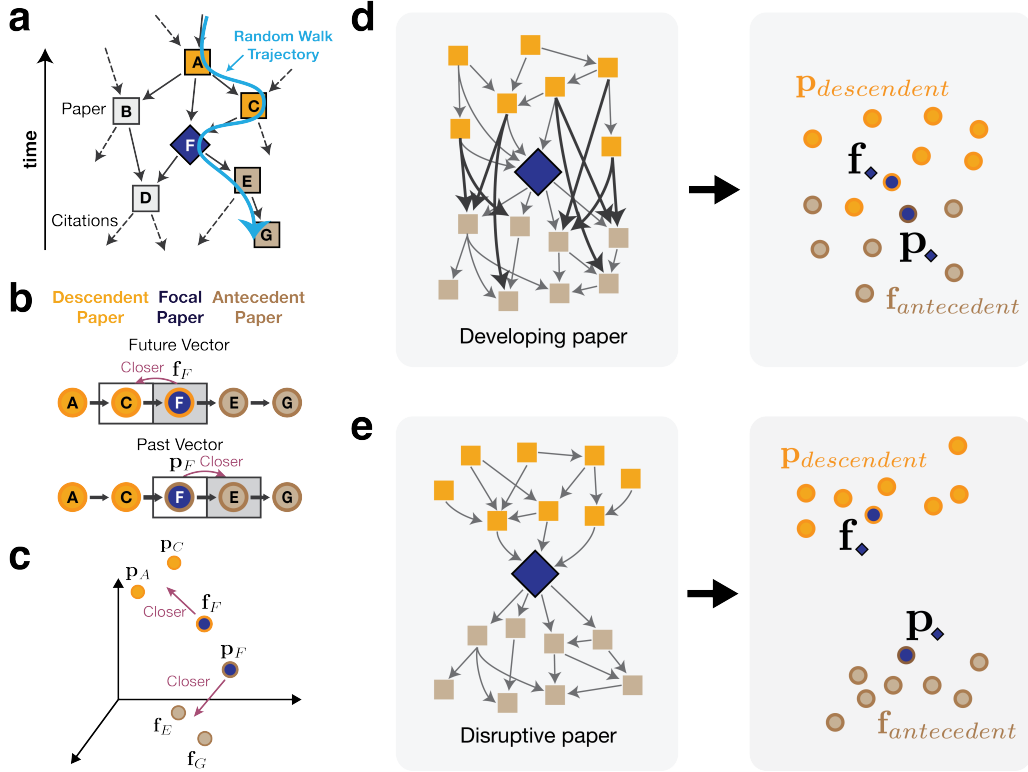 a
Random Walk
Trajectory
A
Paper
B
C
time
F
E
D
Citations
G
b
Descendent Focal Antecedent
Paper Paper Paper
Future Vector
Closer f_F
A C F E G
Past Vector
p_F Closer
A C F E G
c
p_C
p_A
Closer f_F
p_F
Closer
f_E
f_G
d
Developing paper
p_descendent
f
p
f_antecedent
e
Disruptive paper
p_descendent
f
p
f_antecedent